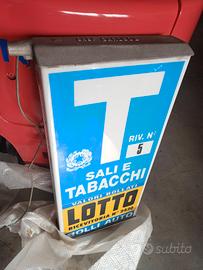 T
RIV. N°
5
SALI E
TABACCHI
VALORI BOLLATI
LOTTO
RICEVITORIA N.
BOLLI AUTO
subito